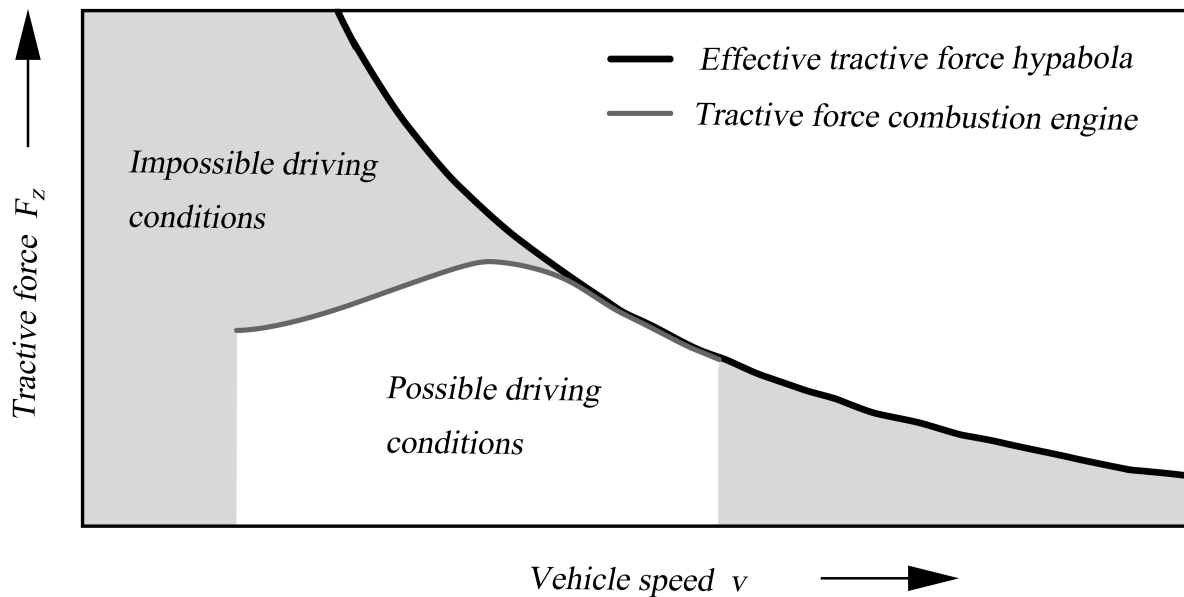 Effective tractive force hypabola
Tractive force combustion engine
Impossible driving
conditions
Tractive force F_Z
Possible driving
conditions
Vehicle speed v